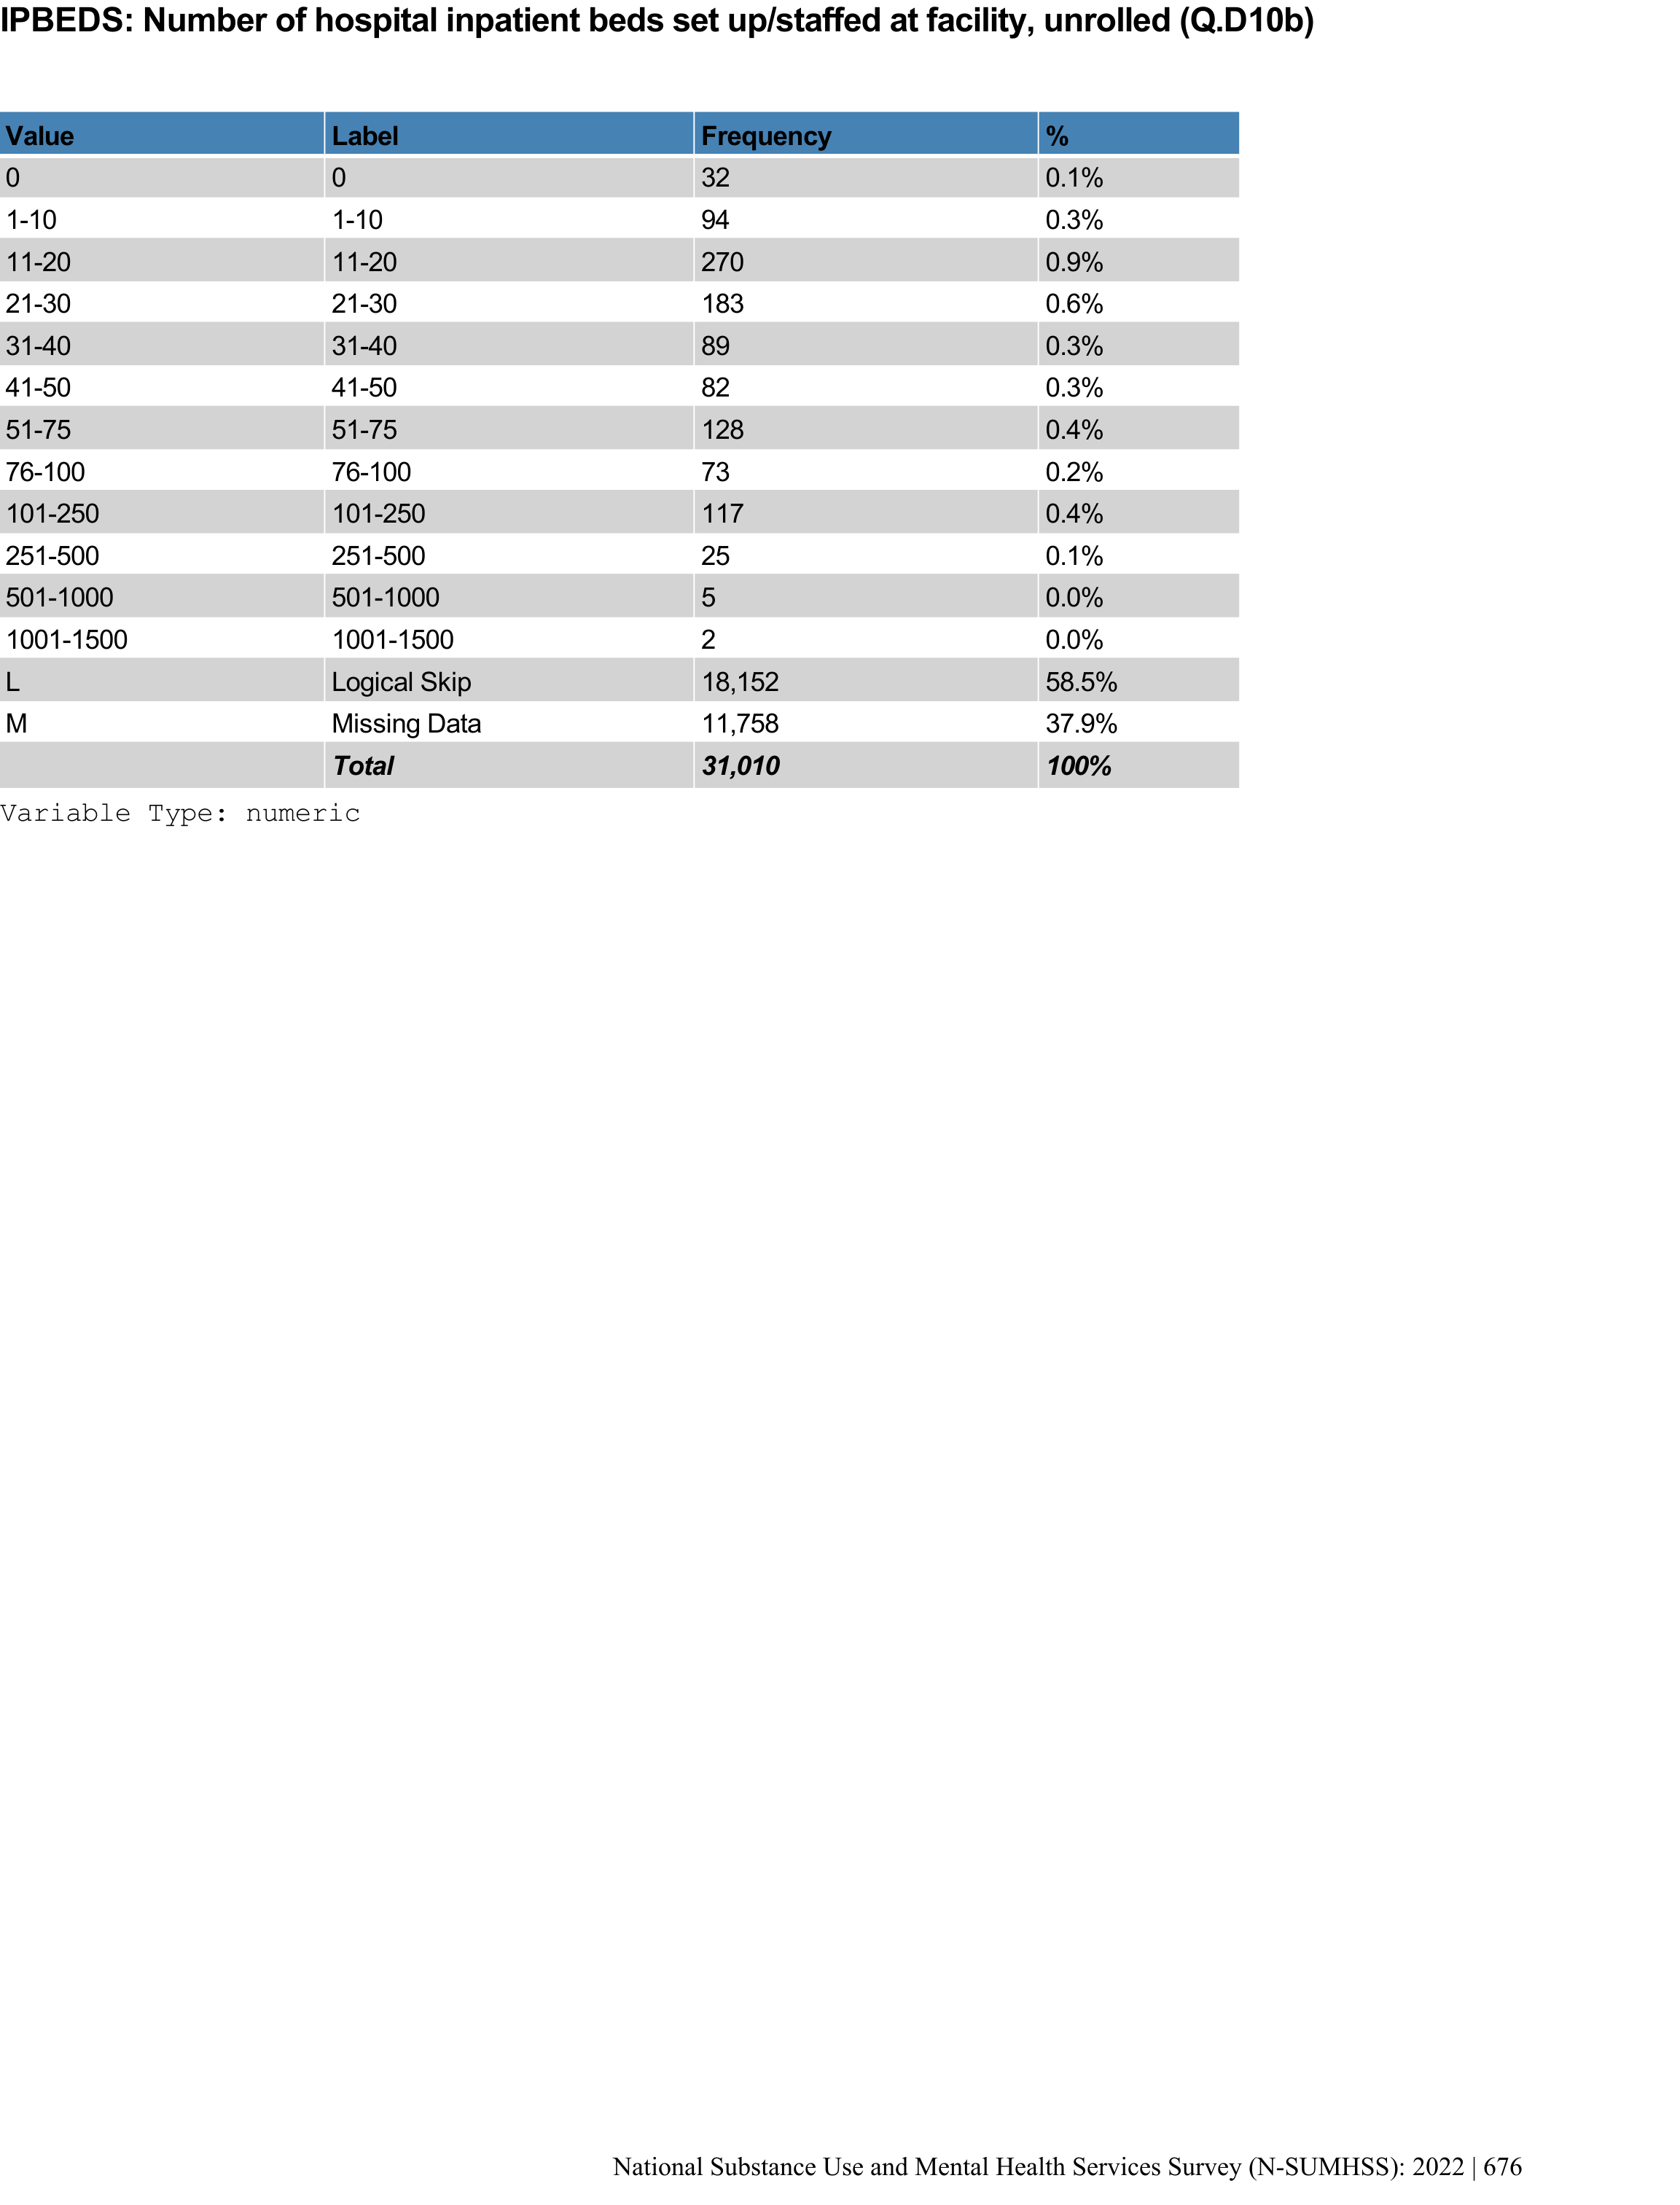 IPBEDS: Number of hospital inpatient beds set up/staffed at facility, unrolled (Q.D10b)
Value Label Frequency %
0 0 32 0.1%
1-10 1-10 94 0.3%
11-20 11-20 270 0.9%
21-30 21-30 183 0.6%
31-40 31-40 89 0.3%
41-50 41-50 82 0.3%
51-75 51-75 128 0.4%
76-100 76-100 73 0.2%
101-250 101-250 117 0.4%
251-500 251-500 25 0.1%
501-1000 501-1000 5 0.0%
1001-1500 1001-1500 2 0.0%
L Logical Skip 18,152 58.5%
M Missing Data 11,758 37.9%
Total 31,010 100%
Variable Type: numeric
National Substance Use and Mental Health Services Survey (N-SUMHSS): 2022 | 676